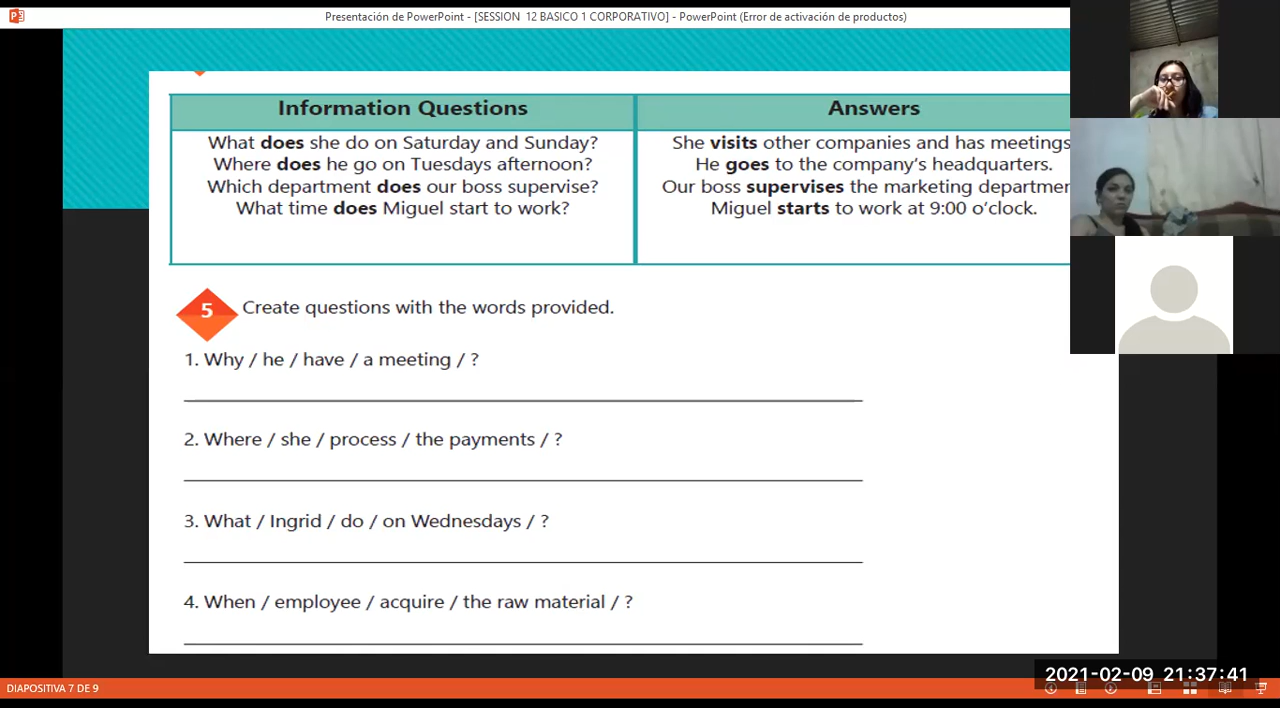 Presentación de PowerPoint - [SESSION 12 BASICO 1 CORPORATIVO] - PowerPoint (Error de activación de productos)
Information Questions
Answers
What does she do on Saturday and Sunday?
She visits other companies and has meetings
Where does he go on Tuesdays afternoon?
He goes to the company's headquarters.
Which department does our boss supervise?
Our boss supervises the marketing departmen
What time does Miguel start to work?
Miguel starts to work at 9:00 o'clock.
5
Create questions with the words provided.
1. Why / he / have / a meeting / ?
2. Where / she / process / the payments / ?
3. What / Ingrid / do / on Wednesdays / ?
4. When / employee / acquire / the raw material / ?
2021-02-09 21:37:41
DIAPOSITIVA 7 DE 9